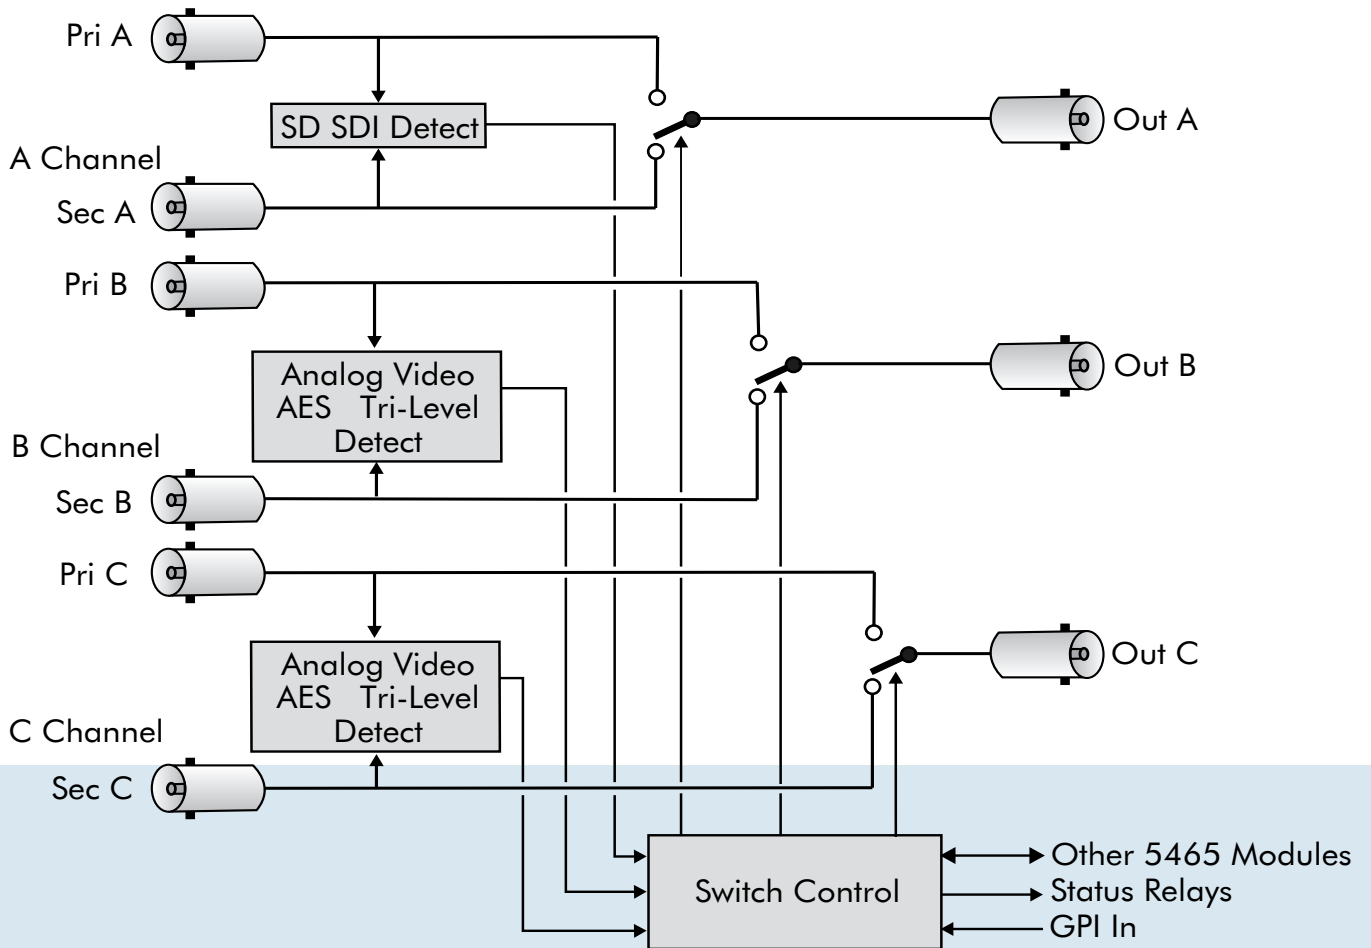 Pri A
SD SDI Detect
Out A
A Channel
Sec A
Pri B
Analog Video
AES Tri-Level
Detect
Out B
B Channel
Sec B
Pri C
Analog Video
AES Tri-Level
Detect
Out C
C Channel
Sec C
Switch Control
Other 5465 Modules
Status Relays
GPI In